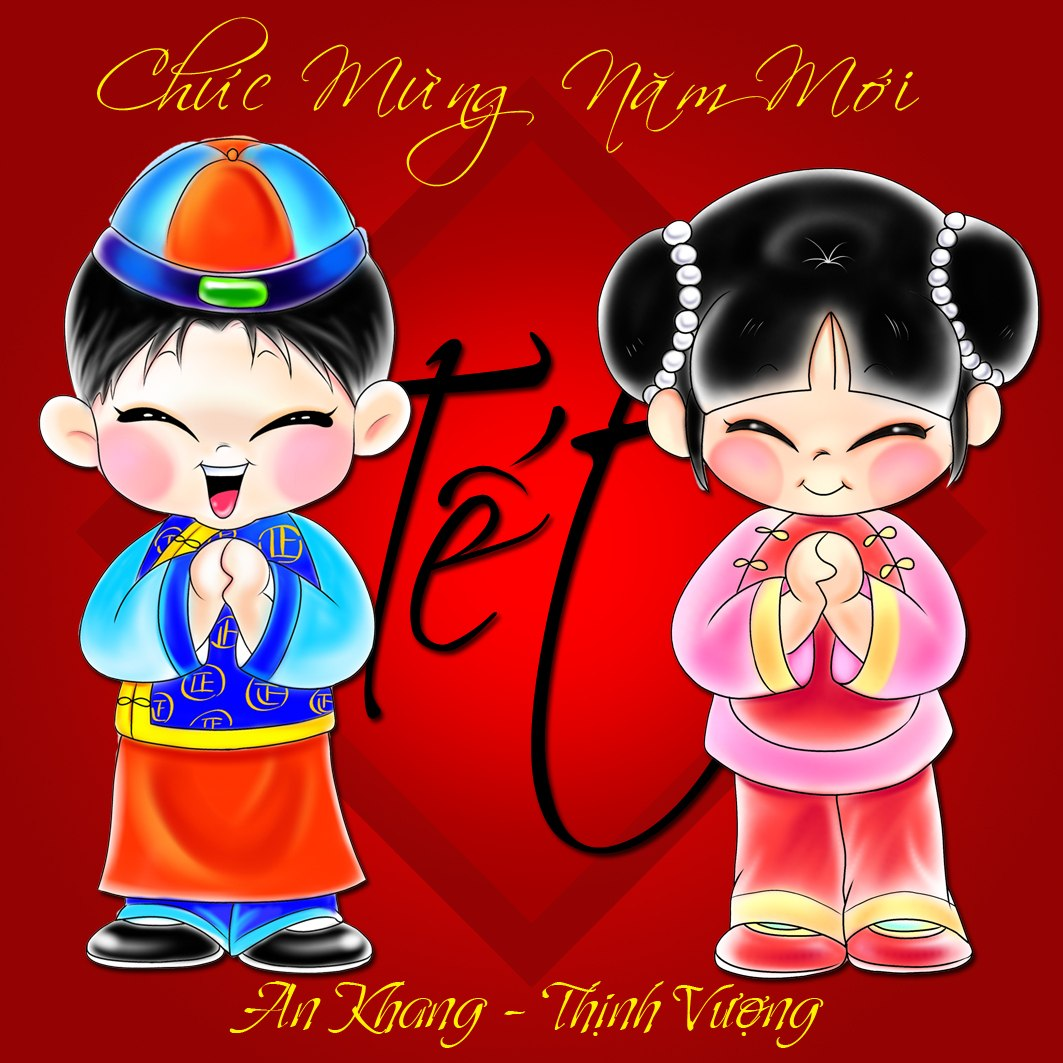 Chúc Mừng Năm Mới
Tết
An Khang - Thịnh Vượng